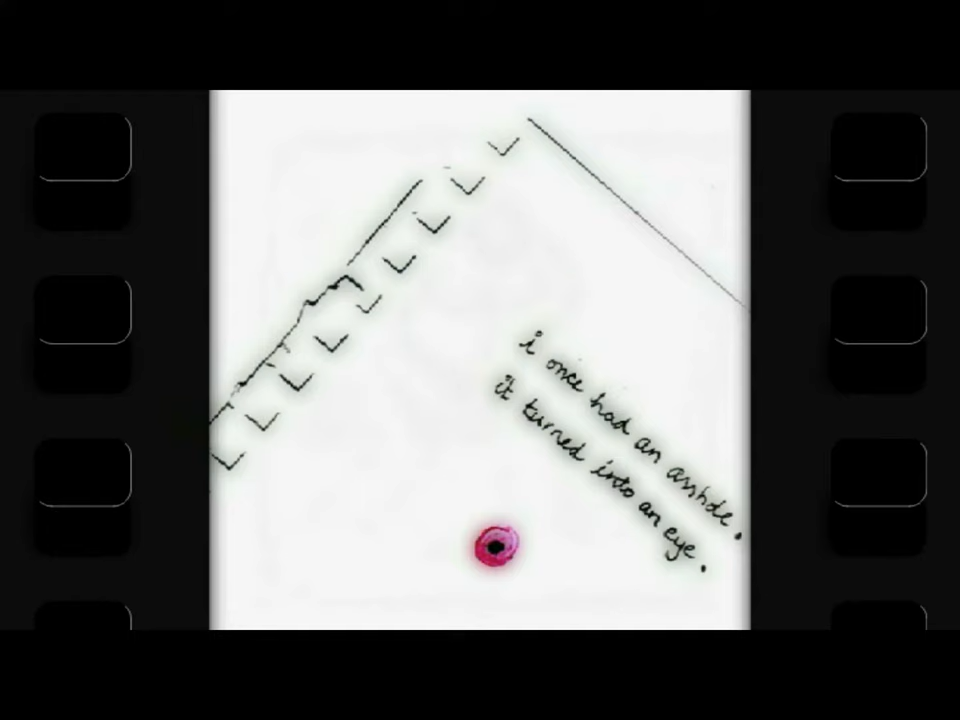 i once had an asshole.
it turned into an eye.